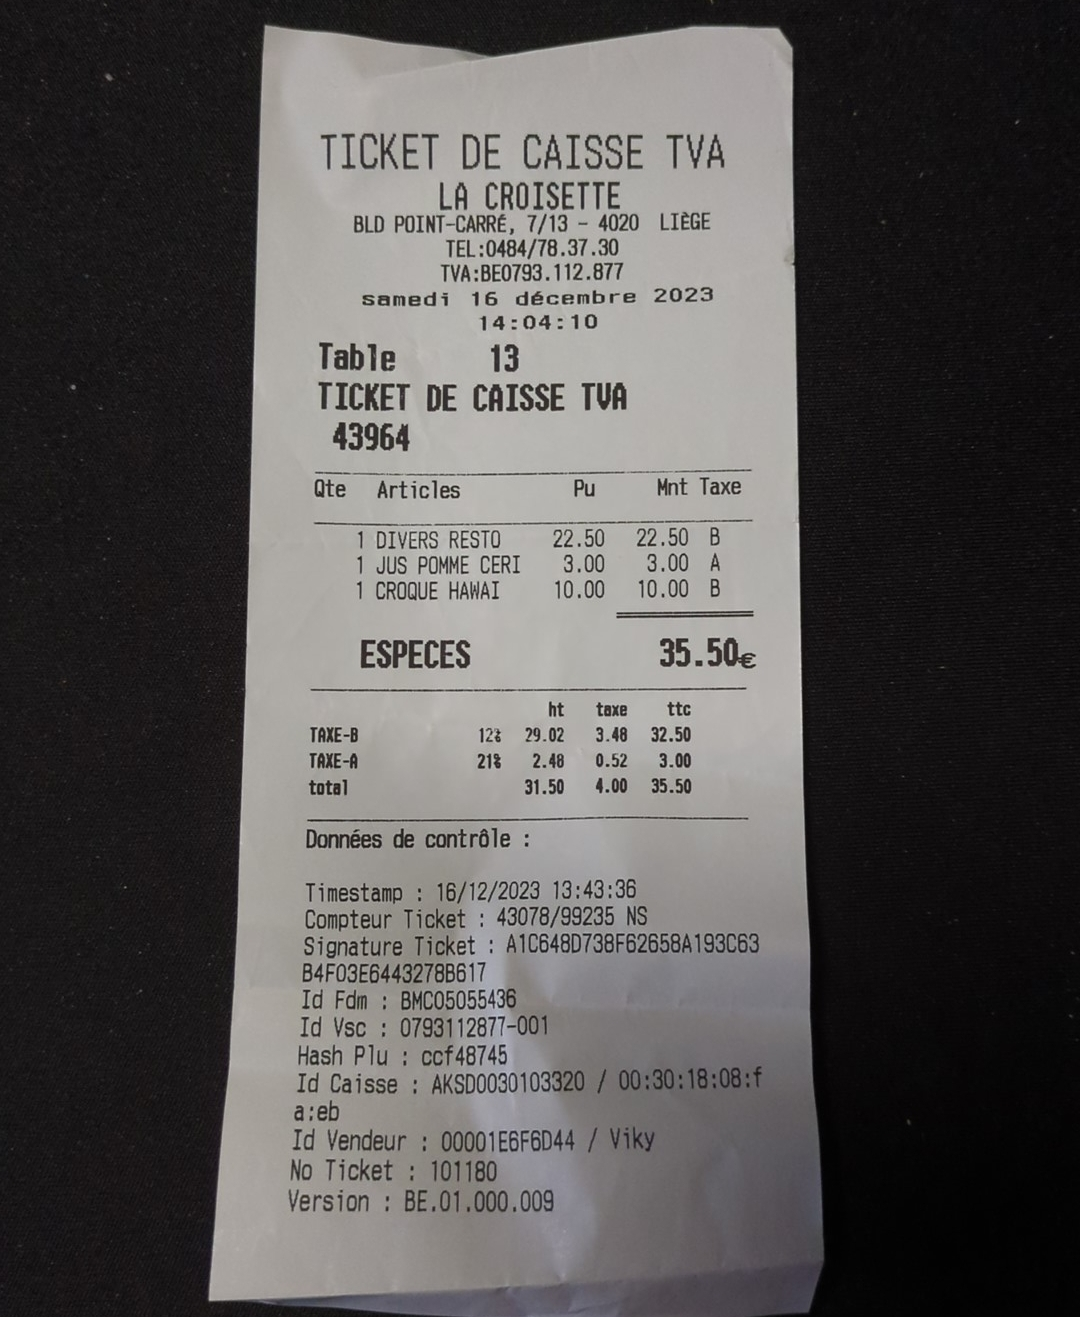 TICKET DE CAISSE TVA
LA CROISETTE
BLD POINT-CARRÉ, 7/13 - 4020 LIÈGE
TEL:0484/78.37.30
TVA:BE0793.112.877
samedi 16 décembre 2023
14:04:10
Table 13
TICKET DE CAISSE TVA
43964
Qte Articles Pu Mnt Taxe
1 DIVERS RESTO 22.50 22.50 B
1 JUS POMME CERI 3.00 3.00 A
1 CROQUE HAWAI 10.00 10.00 B
ESPECES 35.50€
ht taxe ttc
TAXE-B 12% 29.02 3.48 32.50
TAXE-A 21% 2.48 0.52 3.00
total 31.50 4.00 35.50
Données de contrôle :
Timestamp : 16/12/2023 13:43:36
Compteur Ticket : 43078/99235 NS
Signature Ticket : A1C648D738F62658A193C63
B4F03E6443278B617
Id Fdm : BMC05055436
Id Vsc : 0793112877-001
Hash Plu : ccf48745
Id Caisse : AKSD0030103320 / 00:30:18:08:f
a:eb
Id Vendeur : 00001E6F6D44 / Viky
No Ticket : 101180
Version : BE.01.000.009